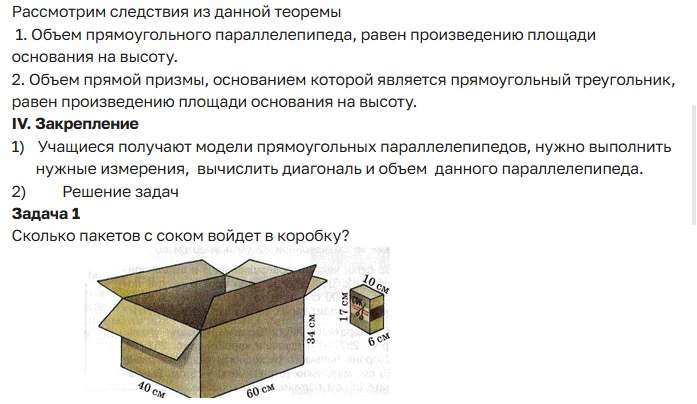 Рассмотрим следствия из данной теоремы
1. Объем прямоугольного параллелепипеда, равен произведению площади
основания на высоту.
2. Объем прямой призмы, основанием которой является прямоугольный треугольник,
равен произведению площади основания на высоту.
IV. Закрепление
1) Учащиеся получают модели прямоугольных параллелепипедов, нужно выполнить
нужные измерения, вычислить диагональ и объем данного параллелепипеда.
2) Решение задач
Задача 1
Сколько пакетов с соком войдет в коробку?
10 см
17 см
6 см
34 см
40 см
60 см